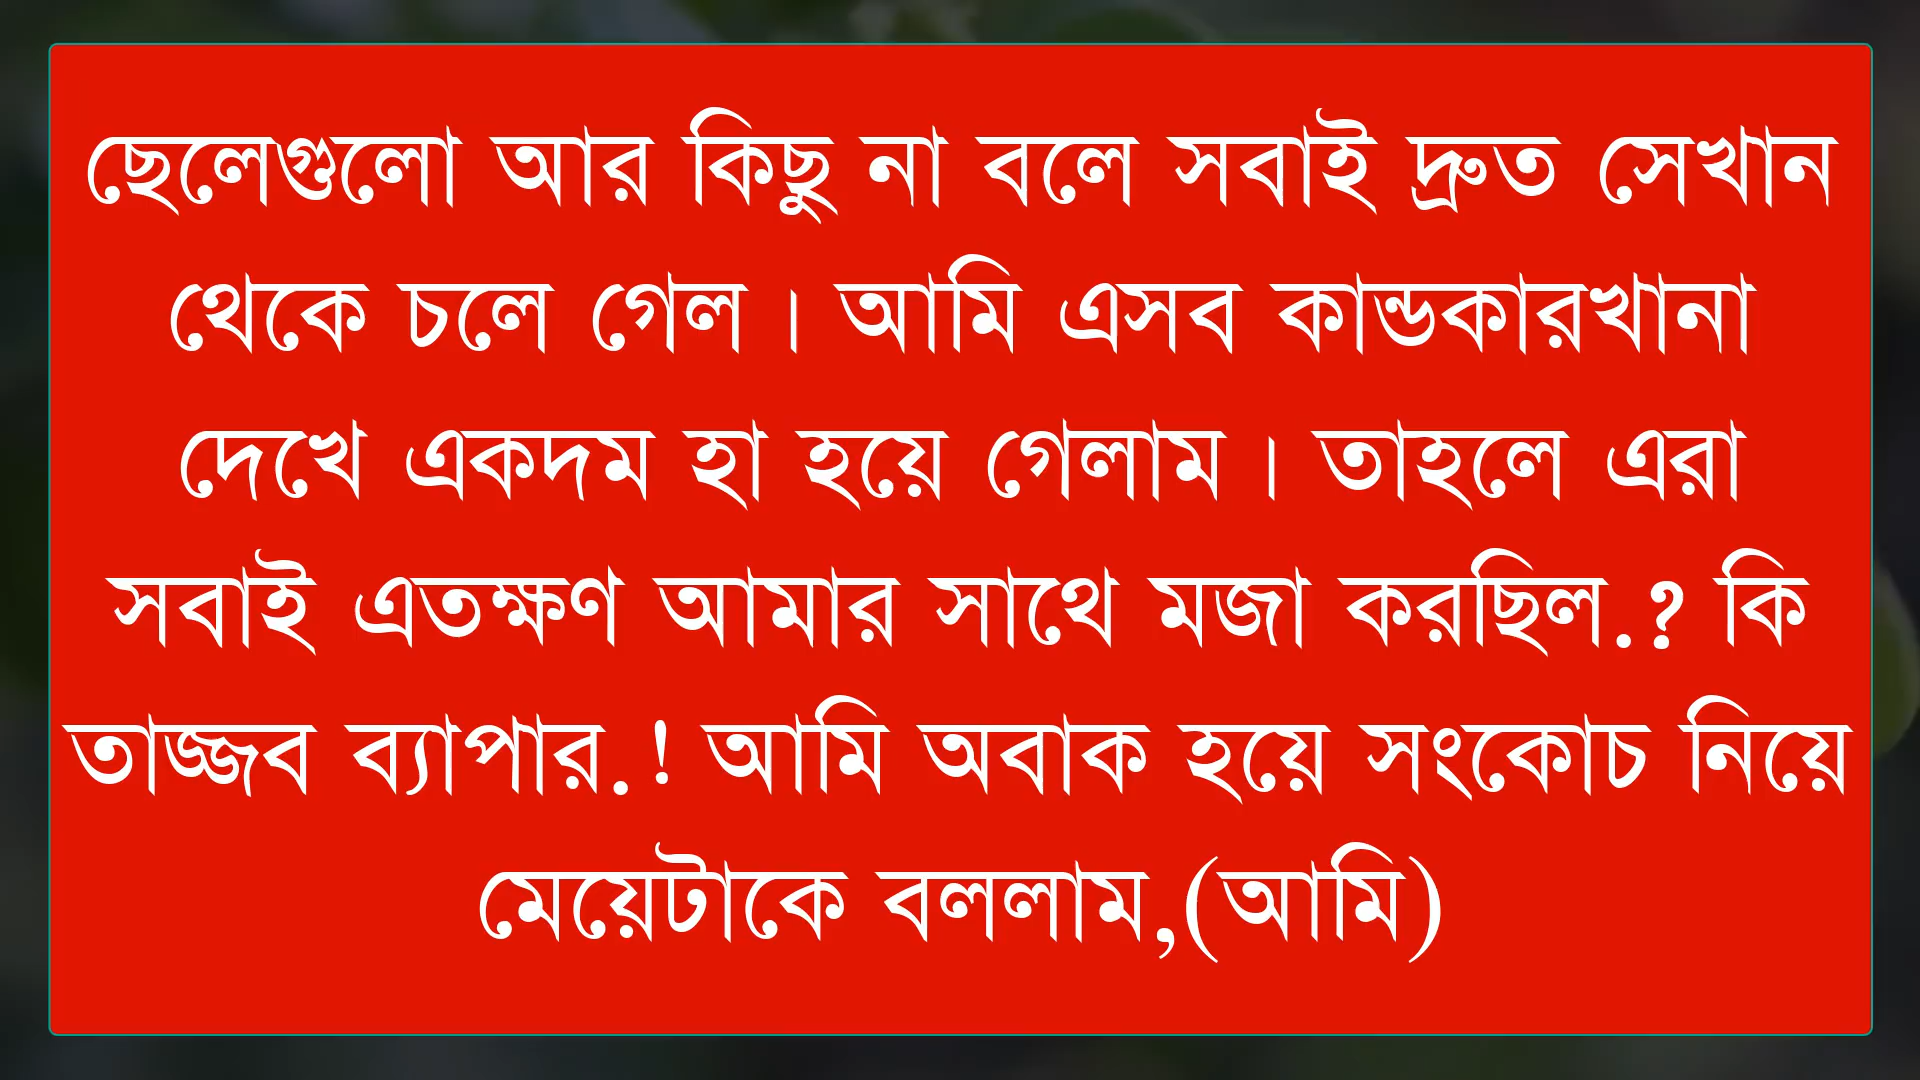 ছেলেগুলো আর কিছু না বলে সবাই দ্রুত সেখান
থেকে চলে গেল। আমি এসব কান্ডকারখানা
দেখে একদম হা হয়ে গেলাম। তাহলে এরা
সবাই এতক্ষণ আমার সাথে মজা করছিল.? কি
তাজ্জব ব্যাপার.! আমি অবাক হয়ে সংকোচ নিয়ে
মেয়েটাকে বললাম,(আমি)